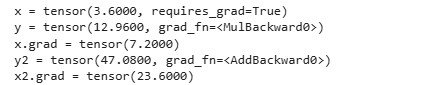 x = tensor(3.6000, requires_grad=True)
y = tensor(12.9600, grad_fn=<MulBackward0>)
x.grad = tensor(7.2000)
y2 = tensor(47.0800, grad_fn=<AddBackward0>)
x2.grad = tensor(23.6000)